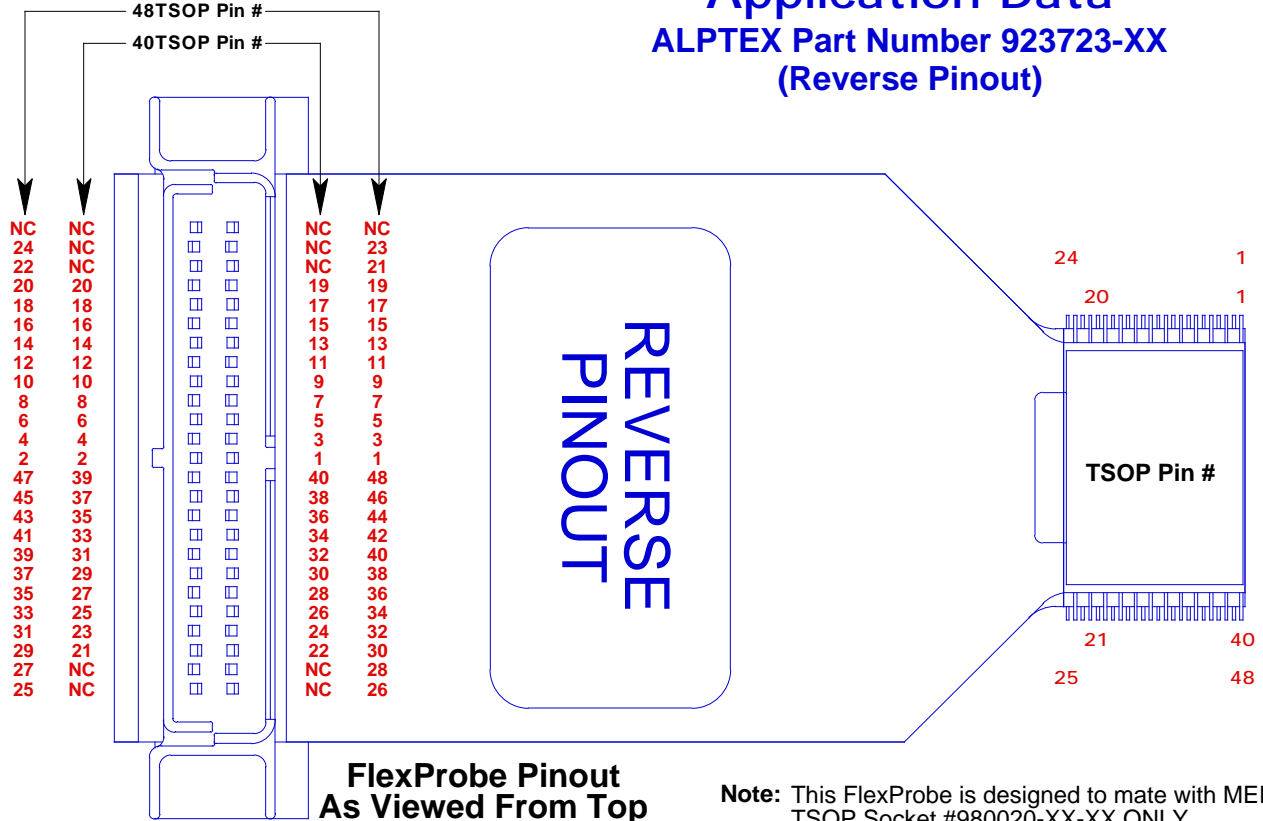 48TSOP Pin #
40TSOP Pin #
Application Data
ALPTEX Part Number 923723-XX
(Reverse Pinout)
NC NC NC NC
24 NC NC 23
22 NC NC 21
20 20 19 19
18 18 17 17
16 16 15 15
14 14 13 13
12 12 11 11
10 10 9 9
8 8 7 7
6 6 5 5
4 4 3 3
2 2 1 1
47 39 40 48
45 37 38 46
43 35 36 44
41 33 34 42
39 31 32 40
37 29 30 38
35 27 28 36
33 25 26 34
31 23 24 32
29 21 22 30
27 NC NC 28
25 NC NC 26
REVERSE
PINOUT
24 1
20 1
TSOP Pin #
21 40
25 48
FlexProbe Pinout
As Viewed From Top
Note: This FlexProbe is designed to mate with
TSOP Socket #980020-XX-XX ONLY